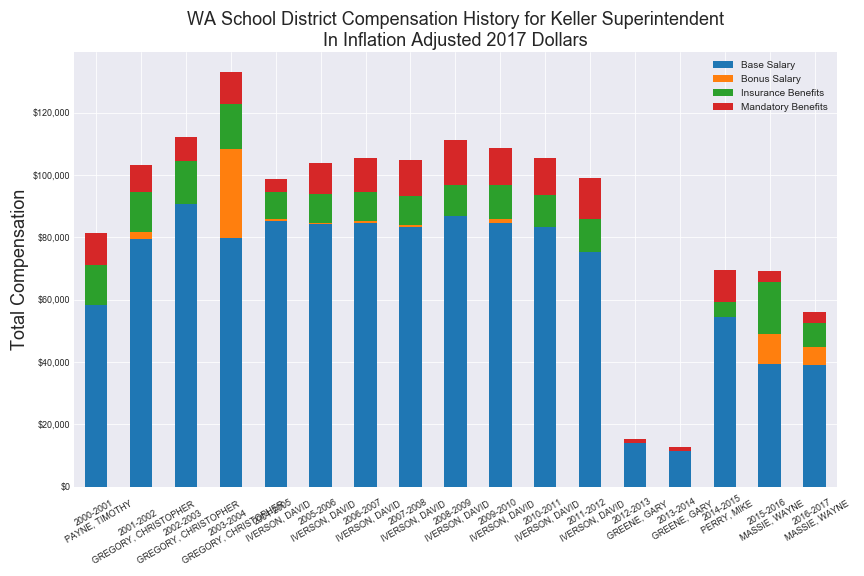 WA School District Compensation History for Keller Superintendent
In Inflation Adjusted 2017 Dollars
Base Salary
Bonus Salary
Insurance Benefits
Mandatory Benefits
Total Compensation
$120,000
$100,000
$80,000
$60,000
$40,000
$20,000
$0
2000-2001
PAYNE, TIMOTHY
2001-2002
GREGORY, CHRISTOPHER
2002-2003
GREGORY, CHRISTOPHER
2003-2004
GREGORY, CHRISTOPHER
2004-2005
IVERSON, DAVID
2005-2006
IVERSON, DAVID
2006-2007
IVERSON, DAVID
2007-2008
IVERSON, DAVID
2008-2009
IVERSON, DAVID
2009-2010
IVERSON, DAVID
2010-2011
IVERSON, DAVID
2011-2012
IVERSON, DAVID
2012-2013
GREENE, GARY
2013-2014
GREENE, GARY
2014-2015
PERRY, MIKE
2015-2016
MASSIE, WAYNE
2016-2017
MASSIE, WAYNE